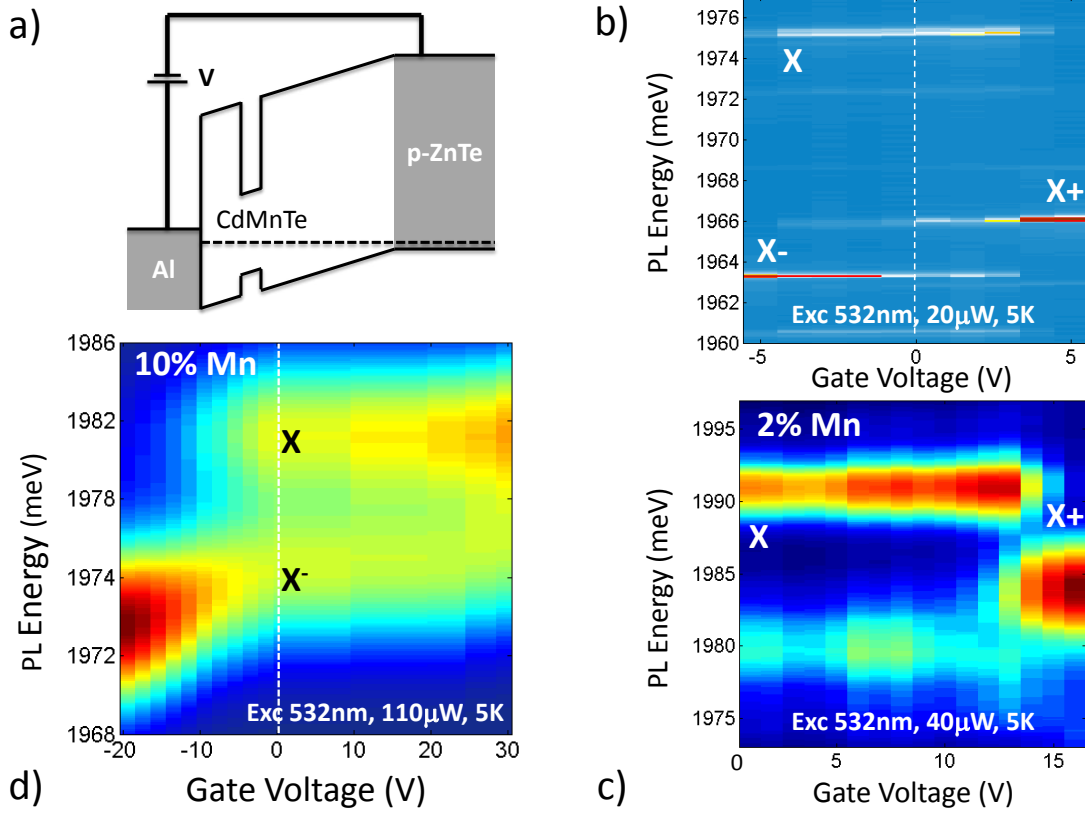 a)
V
p-ZnTe
CdMnTe
Al
b)
1976
1974
1972
1970
1968
1966
1964
1962
1960
PL Energy (meV)
X
X+
X-
Exc 532nm, 20μW, 5K
-5
0
5
Gate Voltage (V)
1986
1982
1978
1974
1972
1968
PL Energy (meV)
10% Mn
X
X-
Exc 532nm, 110μW, 5K
-20
-10
0
10
20
30
Gate Voltage (V)
d)
1995
1990
1985
1980
1975
PL Energy (meV)
2% Mn
X
X+
Exc 532nm, 40μW, 5K
0
5
10
15
Gate Voltage (V)
c)